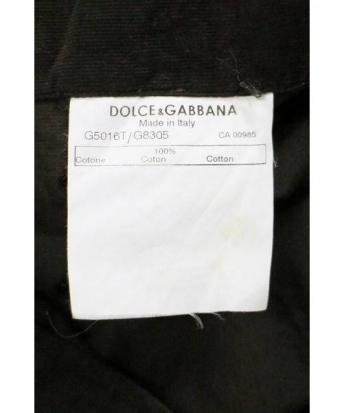 DOLCE&GABBANA
Made in Italy
G5016T/G8305 CA 00985
100%
Cotone Coton Cotton